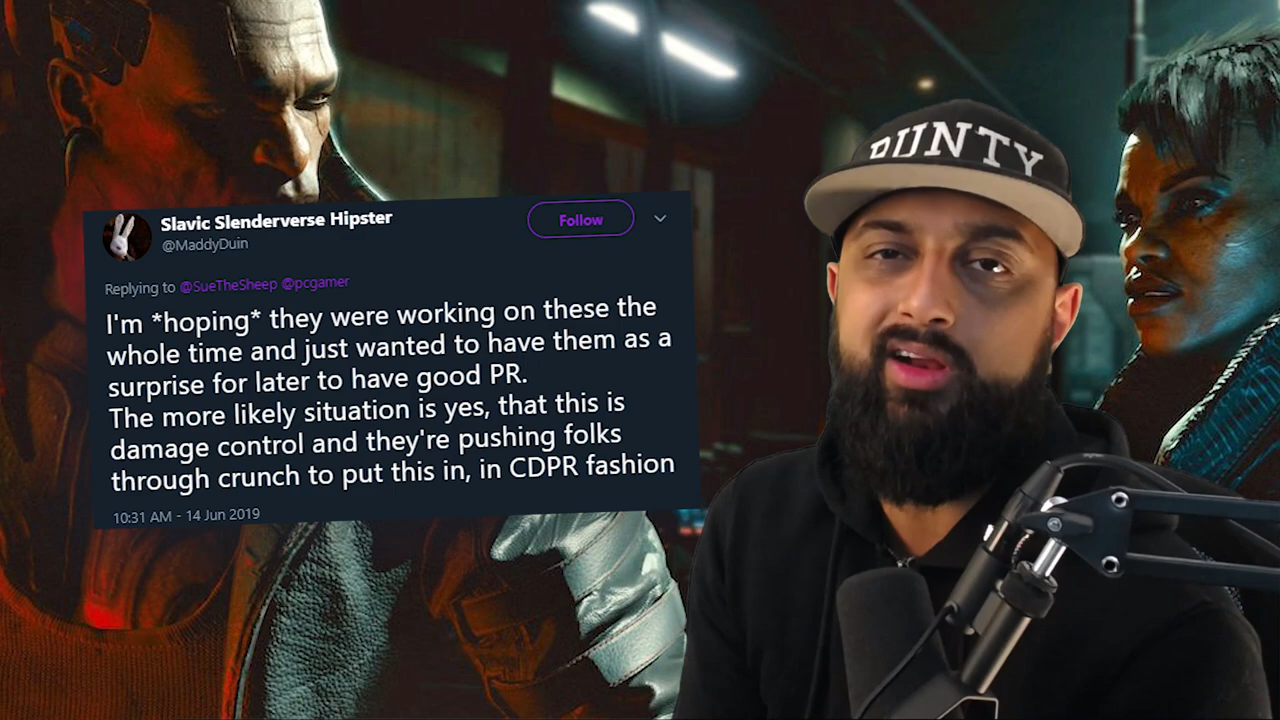 RUNTY
Slavic Slenderverse Hipster
@MaddyDuin
Follow
Replying to @SueTheSheep @pcgamer
I'm *hoping* they were working on these the
whole time and just wanted to have them as a
surprise for later to have good PR.
The more likely situation is yes, that this is
damage control and they're pushing folks
through crunch to put this in, in CDPR fashion
10:31 AM - 14 Jun 2019